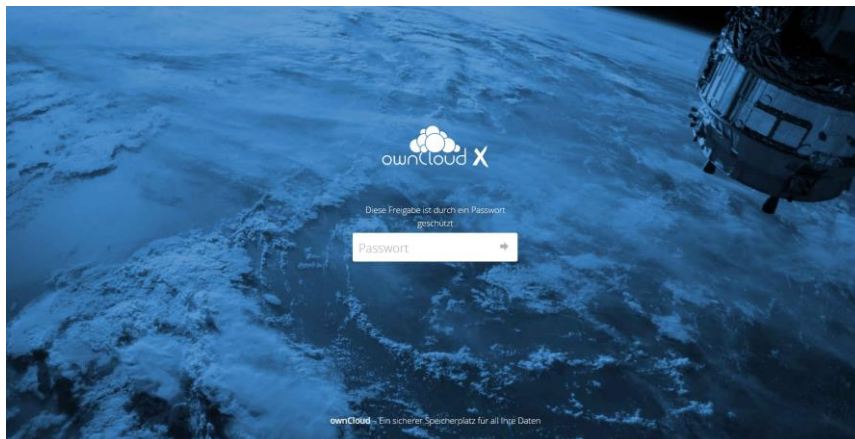 ownCloud X
Diese Freigabe ist durch ein Passwort
geschützt.
Passwort
ownCloud – Ein sicherer Speicherplatz für all Ihre Daten